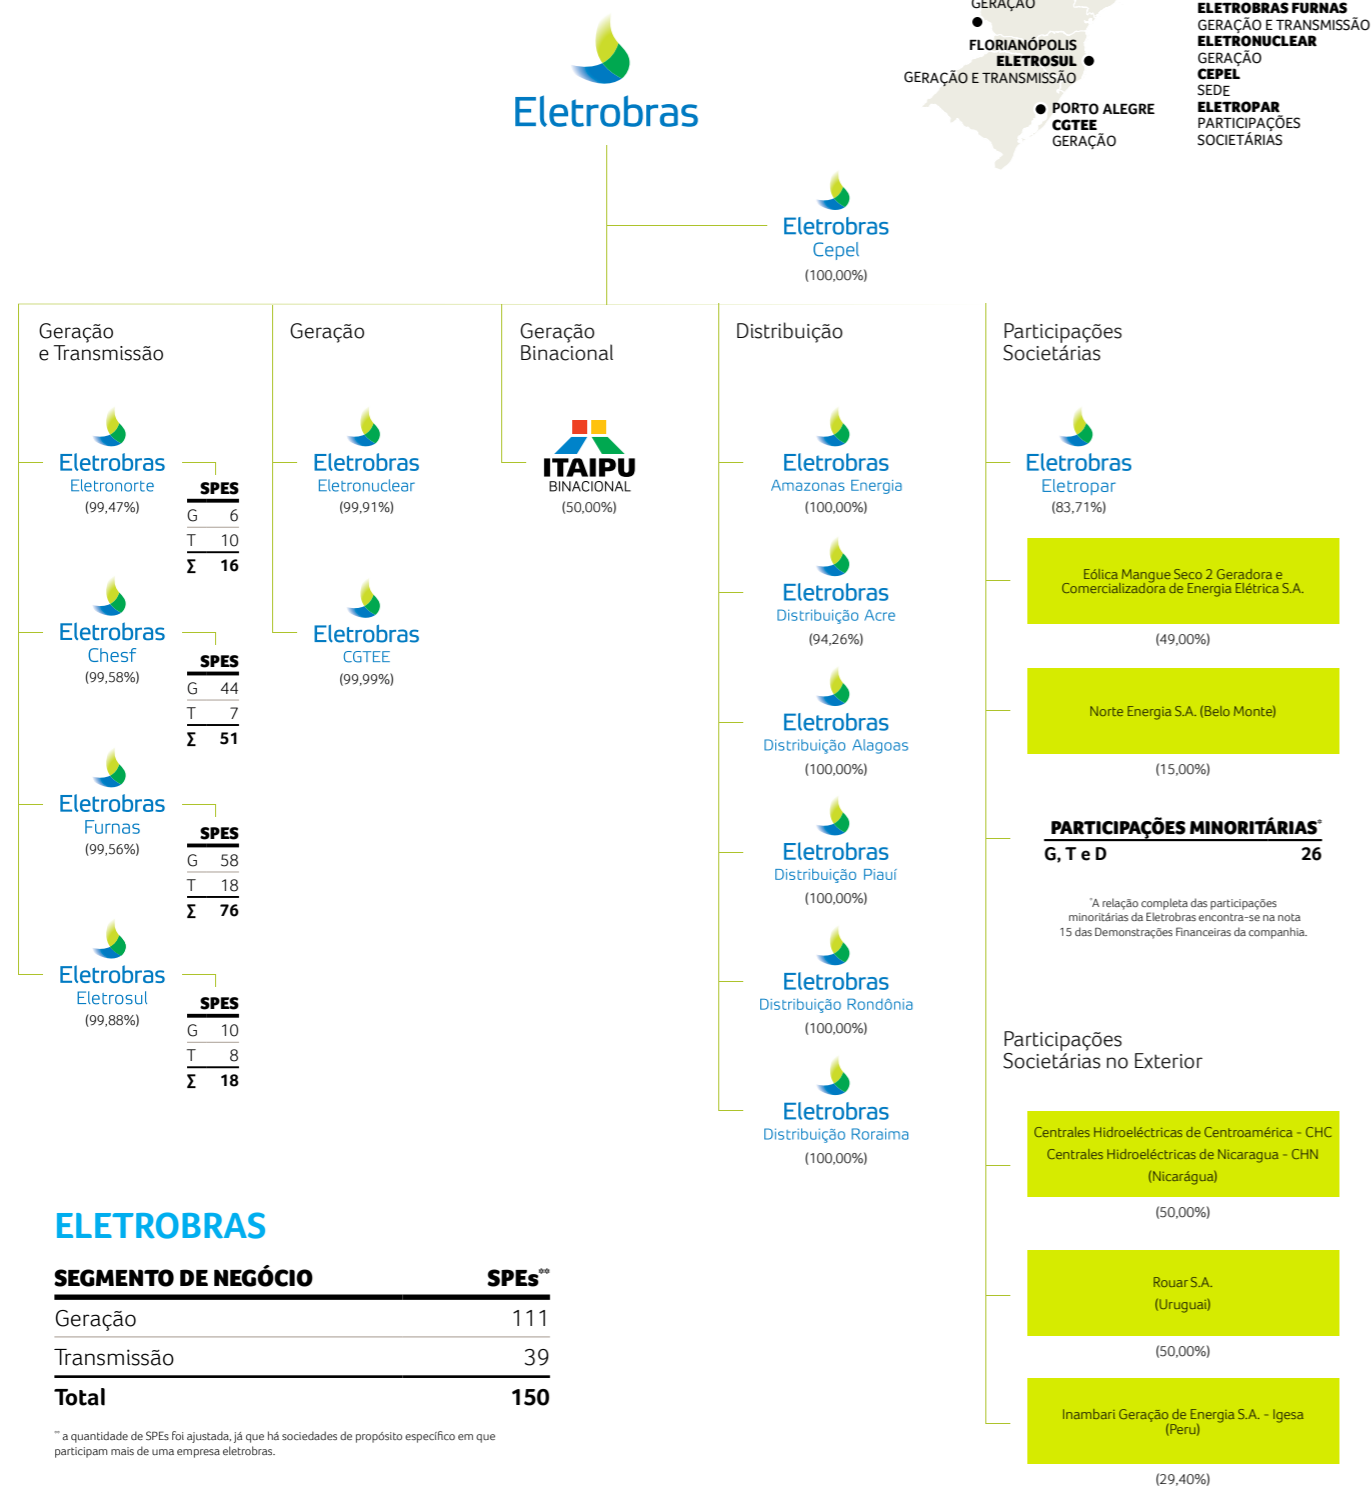 GERAÇÃO
FLORIANÓPOLIS
ELETROSUL
GERAÇÃO E TRANSMISSÃO
PORTO ALEGRE
CGTEE
GERAÇÃO
ELETROBRAS FURNAS
GERAÇÃO E TRANSMISSÃO
ELETRONUCLEAR
GERAÇÃO
CEPEL
SEDE
ELETROPAR
PARTICIPAÇÕES
SOCIETÁRIAS
Eletrobras
Eletrobras
Cepel
(100,00%)
Geração
e Transmissão
Eletrobras
Eletronorte
(99,47%)
SPES
G 6
T 10
Σ 16
Eletrobras
Chesf
(99,58%)
SPES
G 44
T 7
Σ 51
Eletrobras
Furnas
(99,56%)
SPES
G 58
T 18
Σ 76
Eletrobras
Eletrosul
(99,88%)
SPES
G 10
T 8
Σ 18
Geração
Eletrobras
Eletronuclear
(99,91%)
Eletrobras
CGTEE
(99,99%)
Geração
Binacional
ITAIPU
BINACIONAL
(50,00%)
Distribuição
Eletrobras
Amazonas Energia
(100,00%)
Eletrobras
Distribuição Acre
(94,26%)
Eletrobras
Distribuição Alagoas
(100,00%)
Eletrobras
Distribuição Piauí
(100,00%)
Eletrobras
Distribuição Rondônia
(100,00%)
Eletrobras
Distribuição Roraima
(100,00%)
Participações
Societárias
Eletrobras
Eletropar
(83,71%)
Eólica Mangue Seco 2 Geradora e
Comercializadora de Energia Elétrica S.A.
(49,00%)
Norte Energia S.A. (Belo Monte)
(15,00%)
PARTICIPAÇÕES MINORITÁRIAS*
G, T e D 26
*A relação completa das participações
minoritárias da Eletrobras encontra-se na nota
15 das Demonstrações Financeiras da companhia.
Participações
Societárias no Exterior
Centrales Hidroeléctricas de Centroamérica - CHC
Centrales Hidroeléctricas de Nicaragua - CHN
(Nicarágua)
(50,00%)
Rouar S.A.
(Uruguai)
(50,00%)
Inambari Geração de Energia S.A. - Igesa
(Peru)
(29,40%)
ELETROBRAS
SEGMENTO DE NEGÓCIO SPEs**
Geração 111
Transmissão 39
Total 150
** a quantidade de SPEs foi ajustada, já que há sociedades de propósito específico em que
participam mais de uma empresa eletrobras.